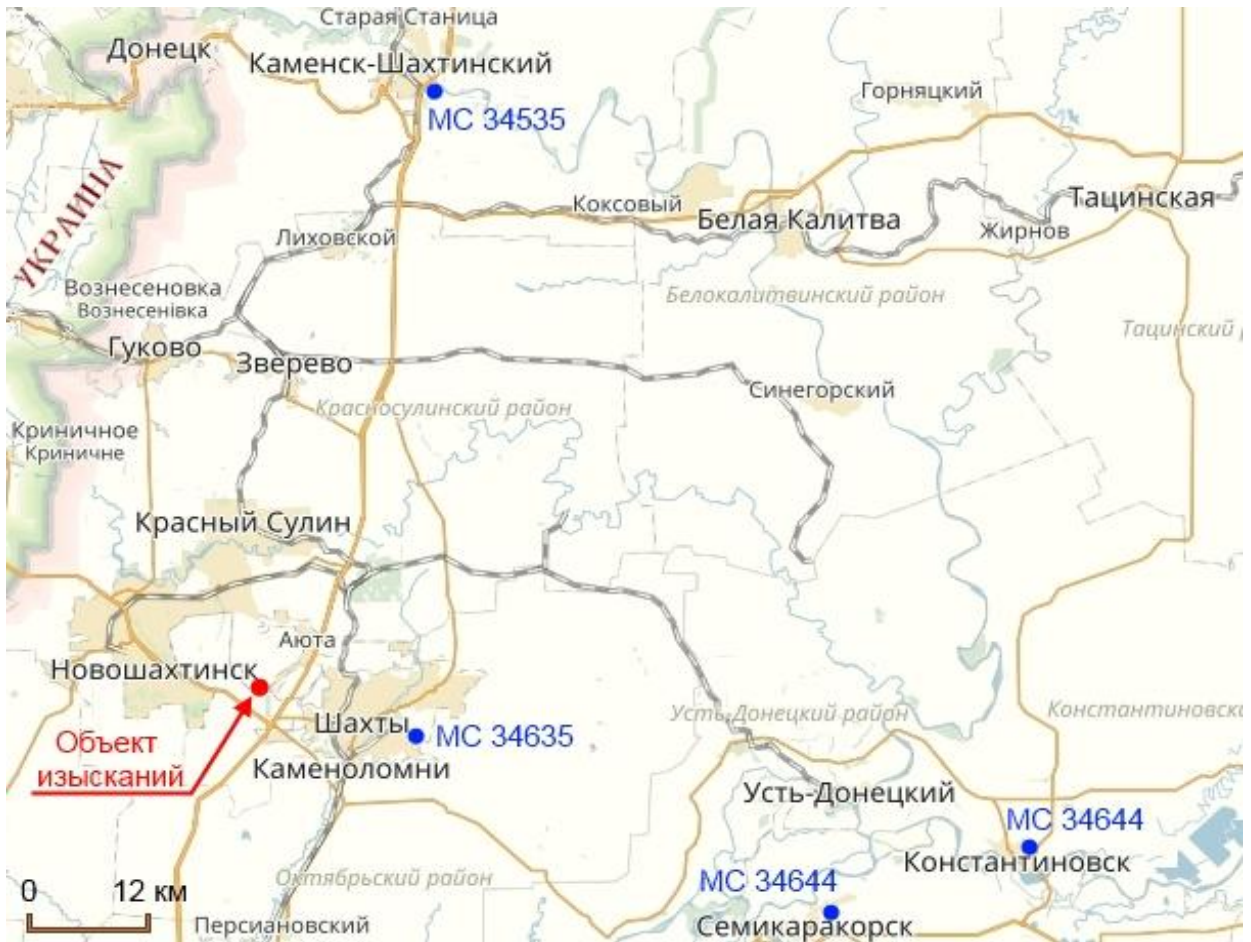 Старая Станица
Донецк
Каменск-Шахтинский
МС 34535
Горняцкий
УКРАИНА
Коксовый
Белая Калитва
Тацинская
Жирнов
Лиховской
Вознесеновка
Вознесенівка
Белокалитвинский район
Тацинский р
Гуково
Зверево
Синегорский
Красносулинский район
Криничное
Криничне
Красный Сулин
Аюта
Новошахтинск
Шахты
МС 34635
Усть-Донецкий район
Константиновск
Объект
изысканий
Каменоломни
Усть-Донецкий
МС 34644
Константиновск
0 12 км
Октябрьский район
МС 34644
Персиановский
Семикаракорск